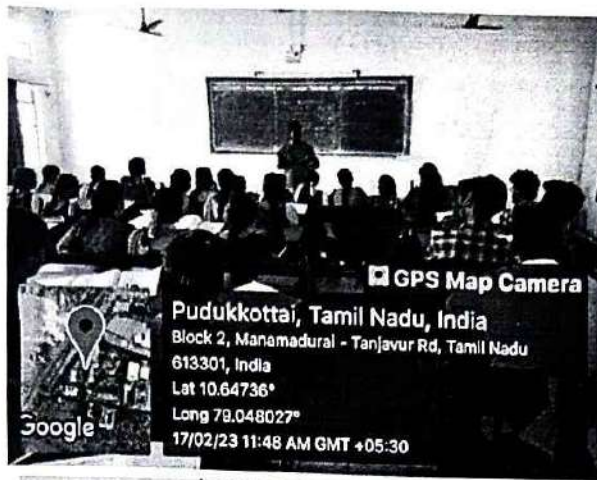 GPS Map Camera
Pudukkottai, Tamil Nadu, India
Block 2, Manamadurai - Tanjavur Rd, Tamil Nadu
613301, India
Lat 10.64736°
Long 79.048027°
17/02/23 11:48 AM GMT +05:30
Google